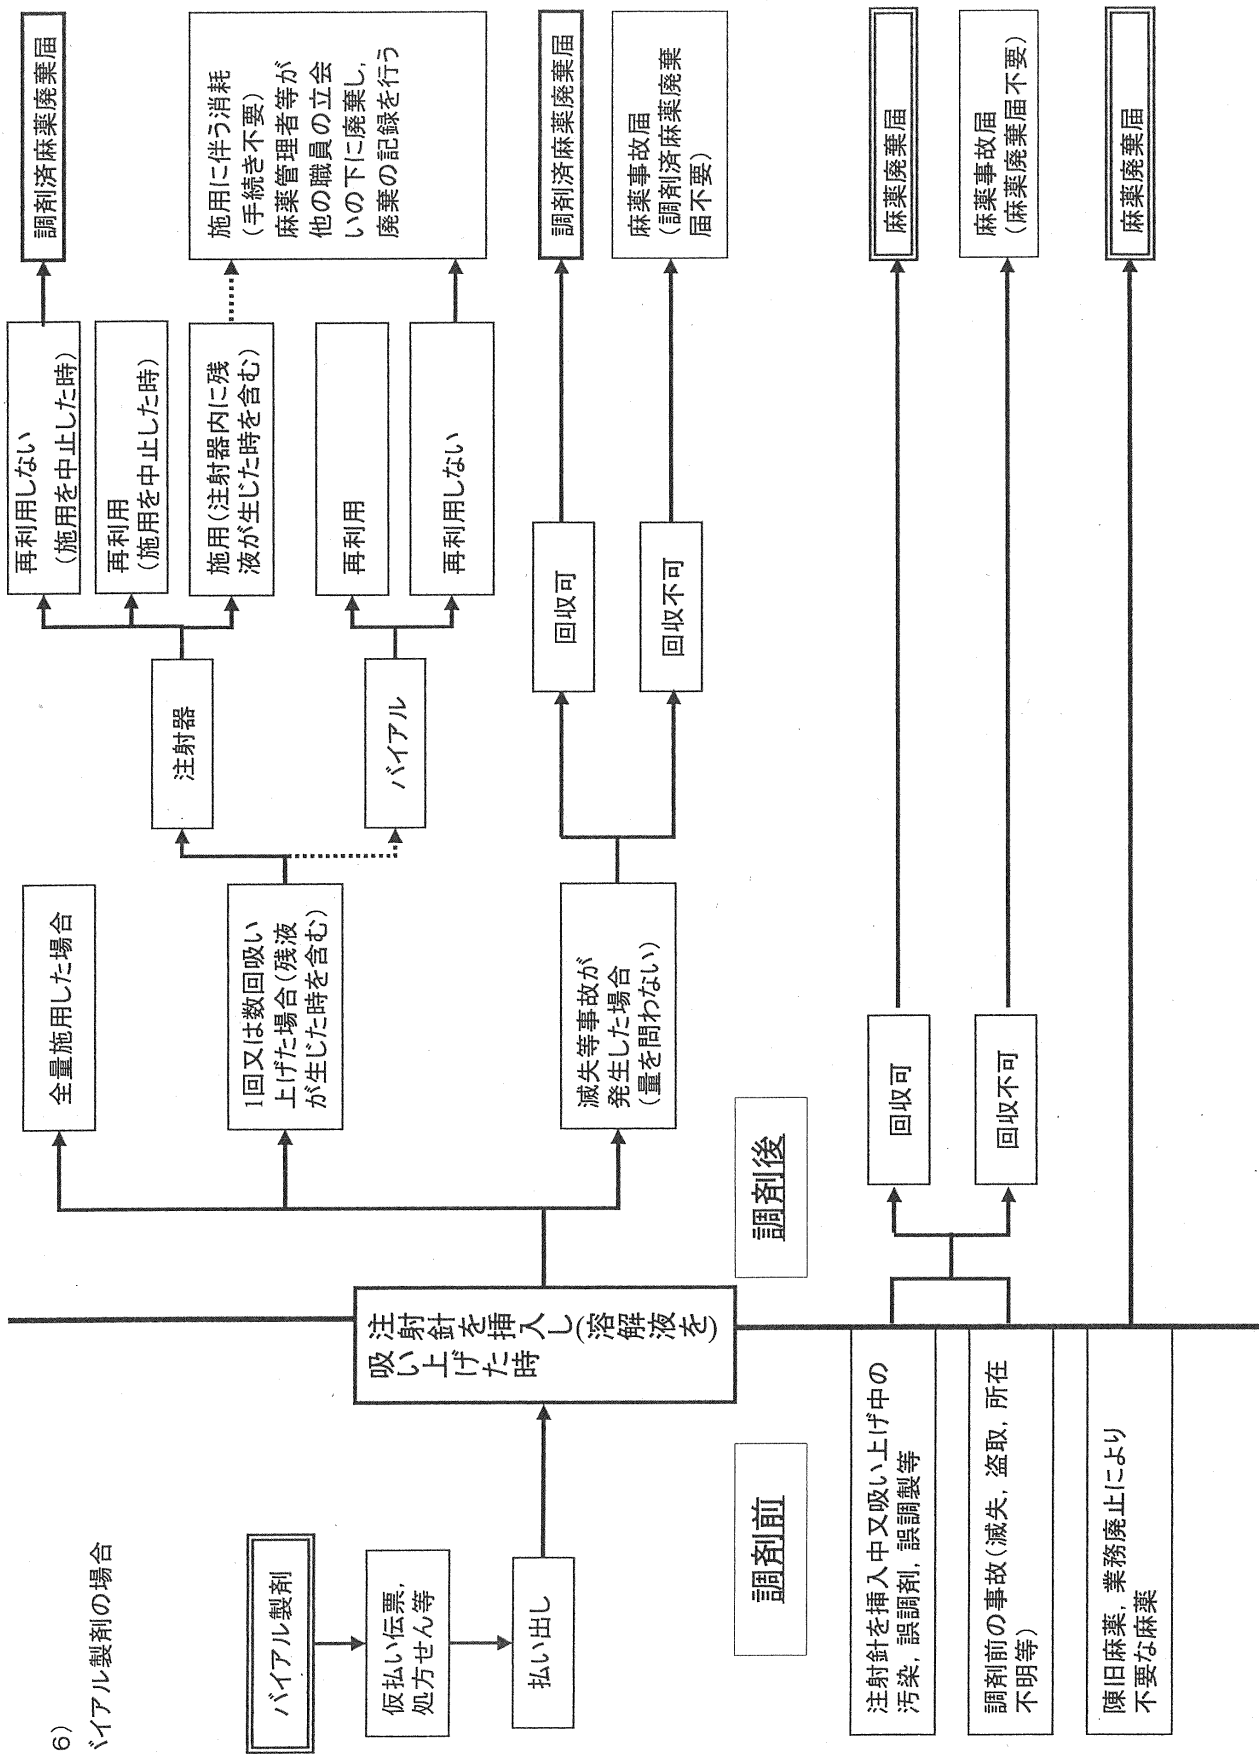 6)
バイアル製剤の場合
バイアル製剤
仮払い伝票,
処方せん等
払い出し
調剤前
注射針を挿入し(溶解液を)
吸い上げた時
調剤後
全量施用した場合
1回又は数回吸い
上げた場合(残液
が生じた時を含む)
滅失等事故が
発生した場合
(量を問わない)
注射器
バイアル
再利用しない
(施用を中止した時)
再利用
(施用を中止した時)
施用(注射器内に残
液が生じた時を含む)
再利用
再利用しない
回収可
回収不可
調剤済麻薬廃棄届
施用に伴う消耗
(手続き不要)
麻薬管理者等が
他の職員の立会
いの下に廃棄し,
廃棄の記録を行う
調剤済麻薬廃棄届
麻薬事故届
(調剤済麻薬廃棄
届不要)
注射針を挿入中又吸い上げ中の
汚染, 誤調剤, 誤調製等
調剤前の事故(滅失, 盗取, 所在
不明等)
陳旧麻薬, 業務廃止により
不要な麻薬
回収可
回収不可
麻薬廃棄届
麻薬事故届
(麻薬廃棄届不要)
麻薬廃棄届